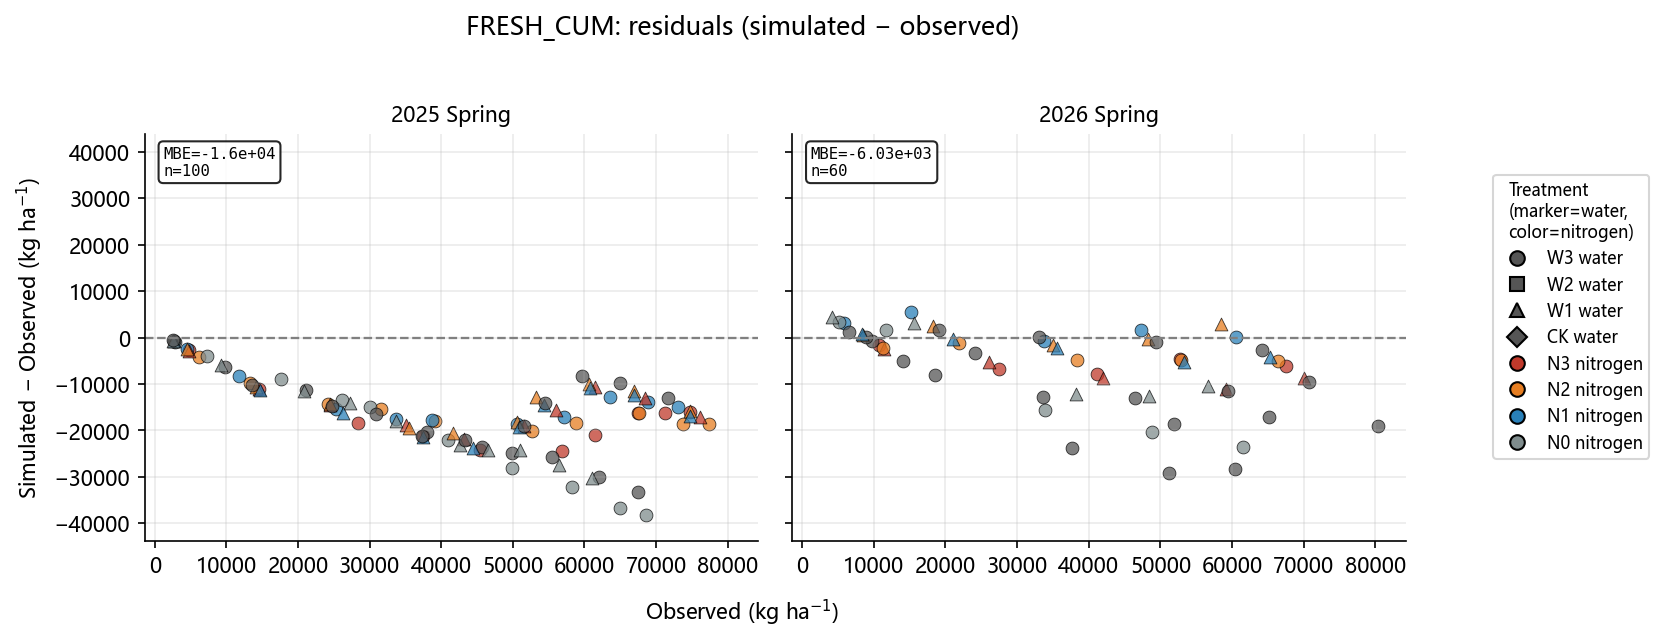 FRESH_CUM: residuals (simulated − observed)
2025 Spring
2026 Spring
MBE=-1.6e+04
n=100
MBE=-6.03e+03
n=60
40000
30000
20000
10000
0
−10000
−20000
−30000
−40000
Simulated − Observed (kg ha⁻¹)
0 10000 20000 30000 40000 50000 60000 70000 80000
0 10000 20000 30000 40000 50000 60000 70000 80000
Observed (kg ha⁻¹)
Treatment
(marker=water,
color=nitrogen)
W3 water
W2 water
W1 water
CK water
N3 nitrogen
N2 nitrogen
N1 nitrogen
N0 nitrogen